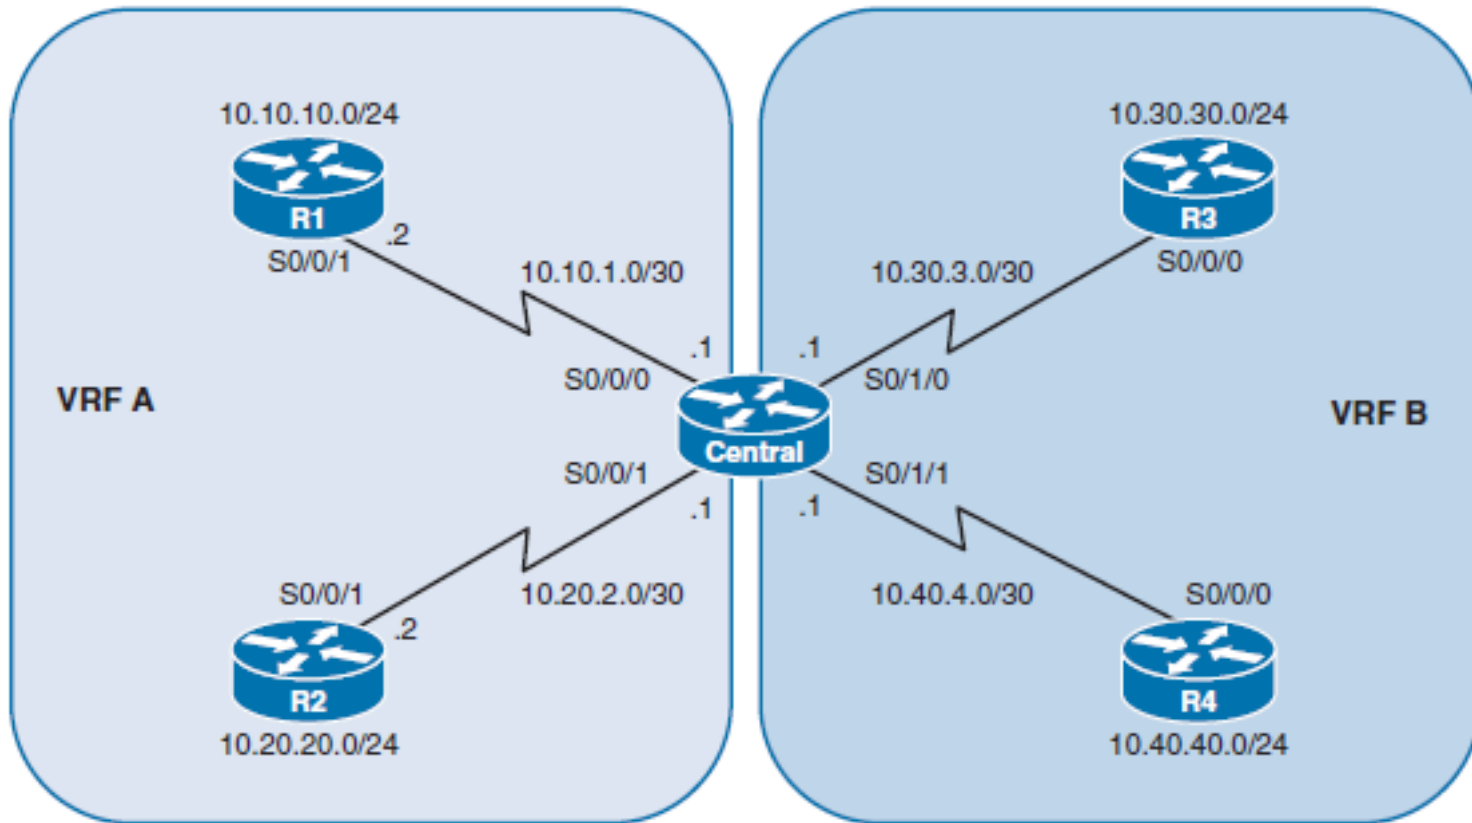 10.10.10.0/24
10.30.30.0/24
R1
R3
.2
S0/0/1
S0/0/0
10.10.1.0/30
10.30.3.0/30
.1
.1
S0/0/0
S0/1/0
VRF A
VRF B
Central
S0/0/1
S0/1/1
.1
.1
S0/0/1
10.20.2.0/30
10.40.4.0/30
S0/0/0
.2
R2
R4
10.20.20.0/24
10.40.40.0/24